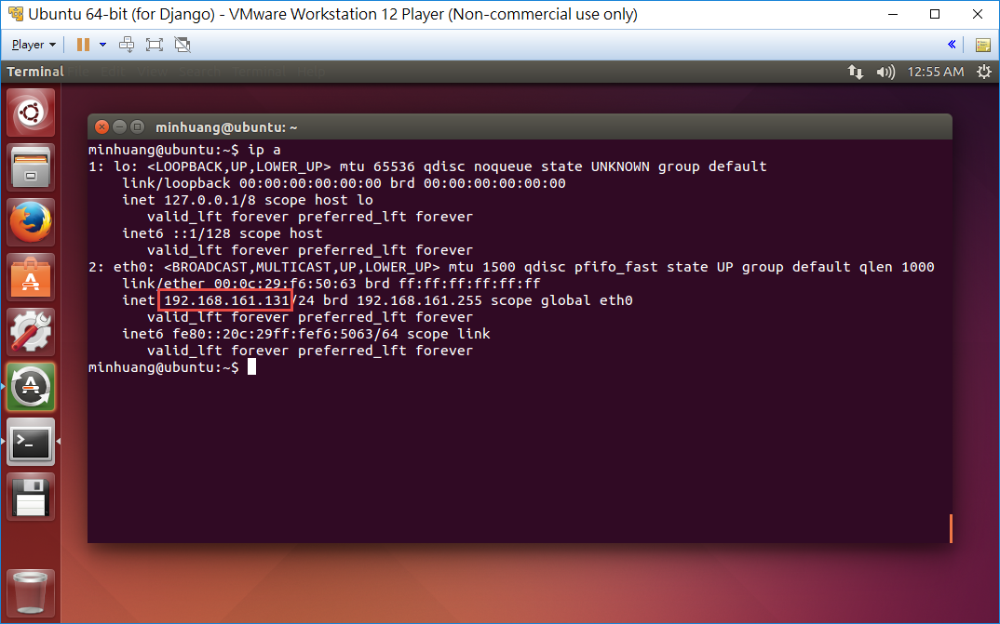 Ubuntu 64-bit (for Django) - VMware Workstation 12 Player (Non-commercial use only)
Player
Terminal
12:55 AM
minhuang@ubuntu: ~
minhuang@ubuntu:~$ ip a
1: lo: <LOOPBACK,UP,LOWER_UP> mtu 65536 qdisc noqueue state UNKNOWN group default
link/loopback 00:00:00:00:00:00 brd 00:00:00:00:00:00
inet 127.0.0.1/8 scope host lo
valid_lft forever preferred_lft forever
inet6 ::1/128 scope host
valid_lft forever preferred_lft forever
2: eth0: <BROADCAST,MULTICAST,UP,LOWER_UP> mtu 1500 qdisc pfifo_fast state UP group default qlen 1000
link/ether 00:0c:29:f6:50:63 brd ff:ff:ff:ff:ff:ff
inet 192.168.161.131/24 brd 192.168.161.255 scope global eth0
valid_lft forever preferred_lft forever
inet6 fe80::20c:29ff:fef6:5063/64 scope link
valid_lft forever preferred_lft forever
minhuang@ubuntu:~$